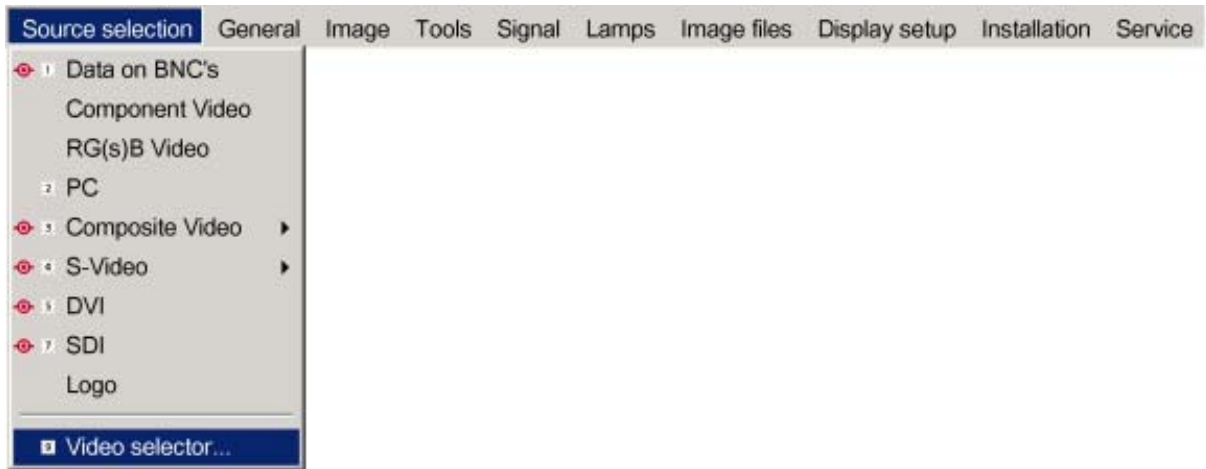 Source selection General Image Tools Signal Lamps Image files Display setup Installation Service
1 Data on BNC's
Component Video
RG(s)B Video
2 PC
3 Composite Video
4 S-Video
5 DVI
7 SDI
Logo
9 Video selector...